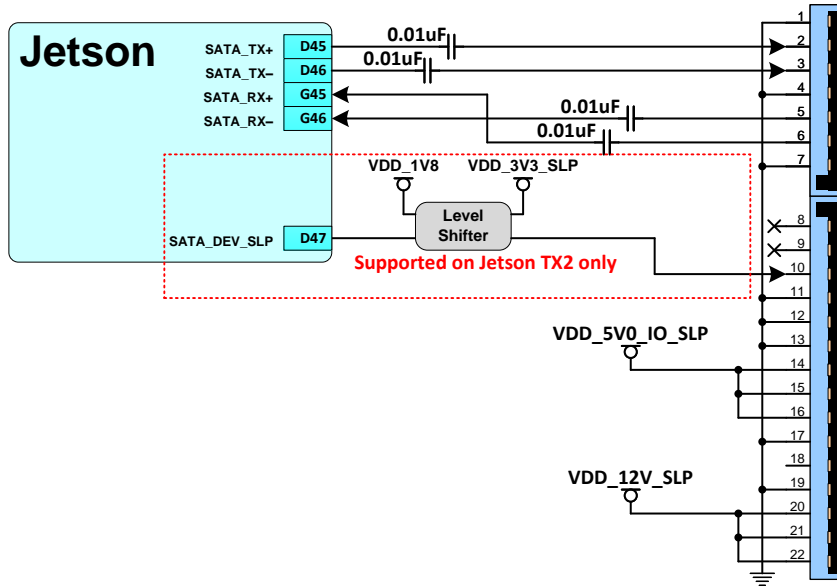 Jetson
SATA_TX+ D45
SATA_TX– D46
SATA_RX+ G45
SATA_RX– G46
0.01uF
0.01uF
0.01uF
0.01uF
VDD_1V8
VDD_3V3_SLP
Level
Shifter
SATA_DEV_SLP D47
Supported on Jetson TX2 only
VDD_5V0_IO_SLP
VDD_12V_SLP
1
2
3
4
5
6
7
8
9
10
11
12
13
14
15
16
17
18
19
20
21
22